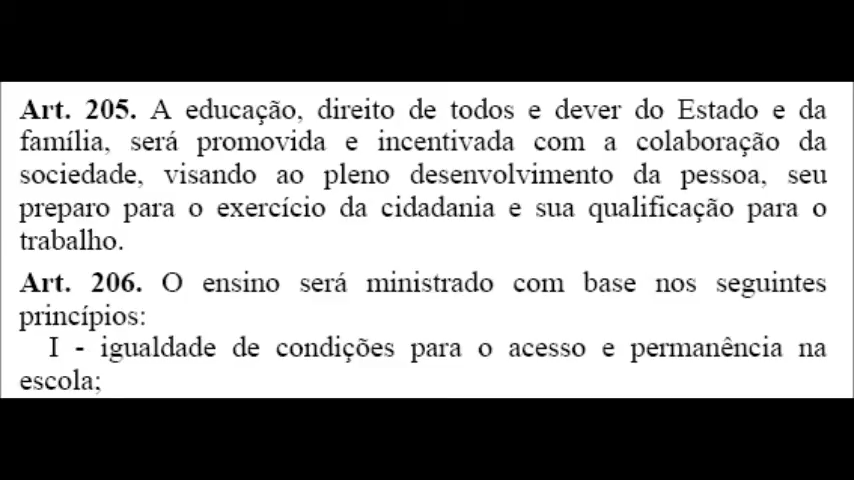 Art. 205. A educação, direito de todos e dever do Estado e da
família, será promovida e incentivada com a colaboração da
sociedade, visando ao pleno desenvolvimento da pessoa, seu
preparo para o exercício da cidadania e sua qualificação para o
trabalho.
Art. 206. O ensino será ministrado com base nos seguintes
princípios:
I - igualdade de condições para o acesso e permanência na
escola;